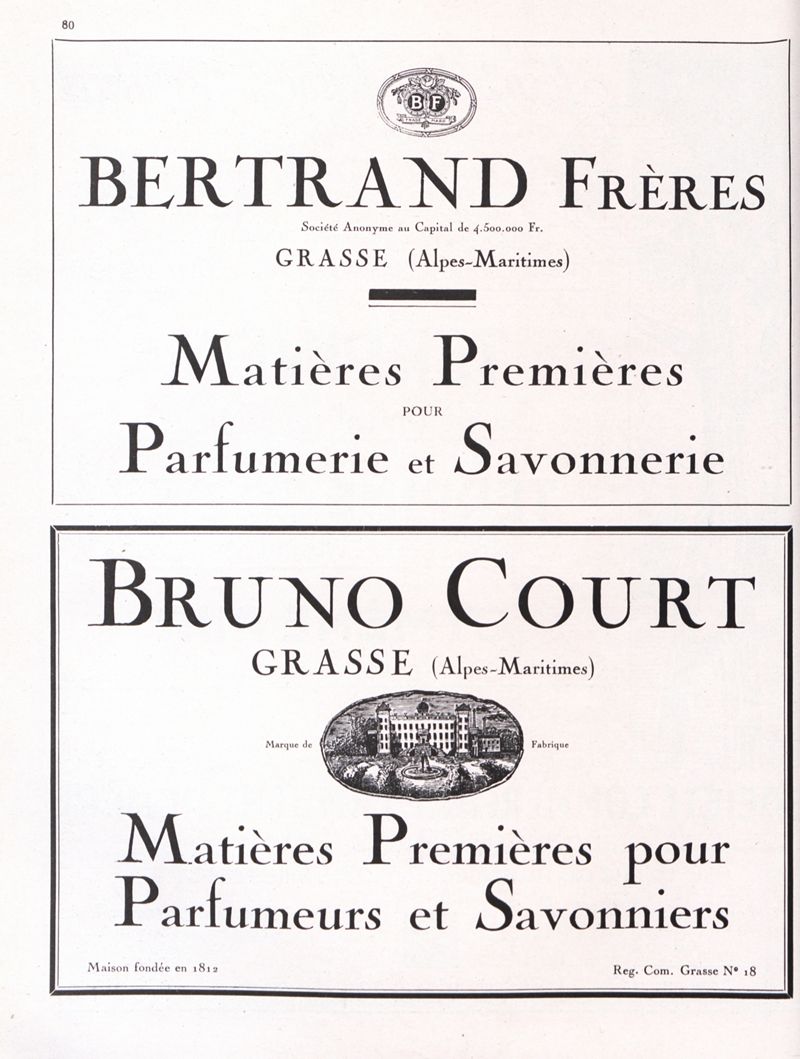 80
BF
TRADE MARK
BERTRAND FRÈRES
Société Anonyme au Capital de 4.500.000 Fr.
GRASSE (Alpes-Maritimes)
Matières Premières
POUR
Parfumerie et Savonnerie
BRUNO COURT
GRASSE (Alpes-Maritimes)
Marque de Fabrique
Matières Premières pour
Parfumeurs et Savonniers
Maison fondée en 1812 Reg. Com. Grasse Nº 18